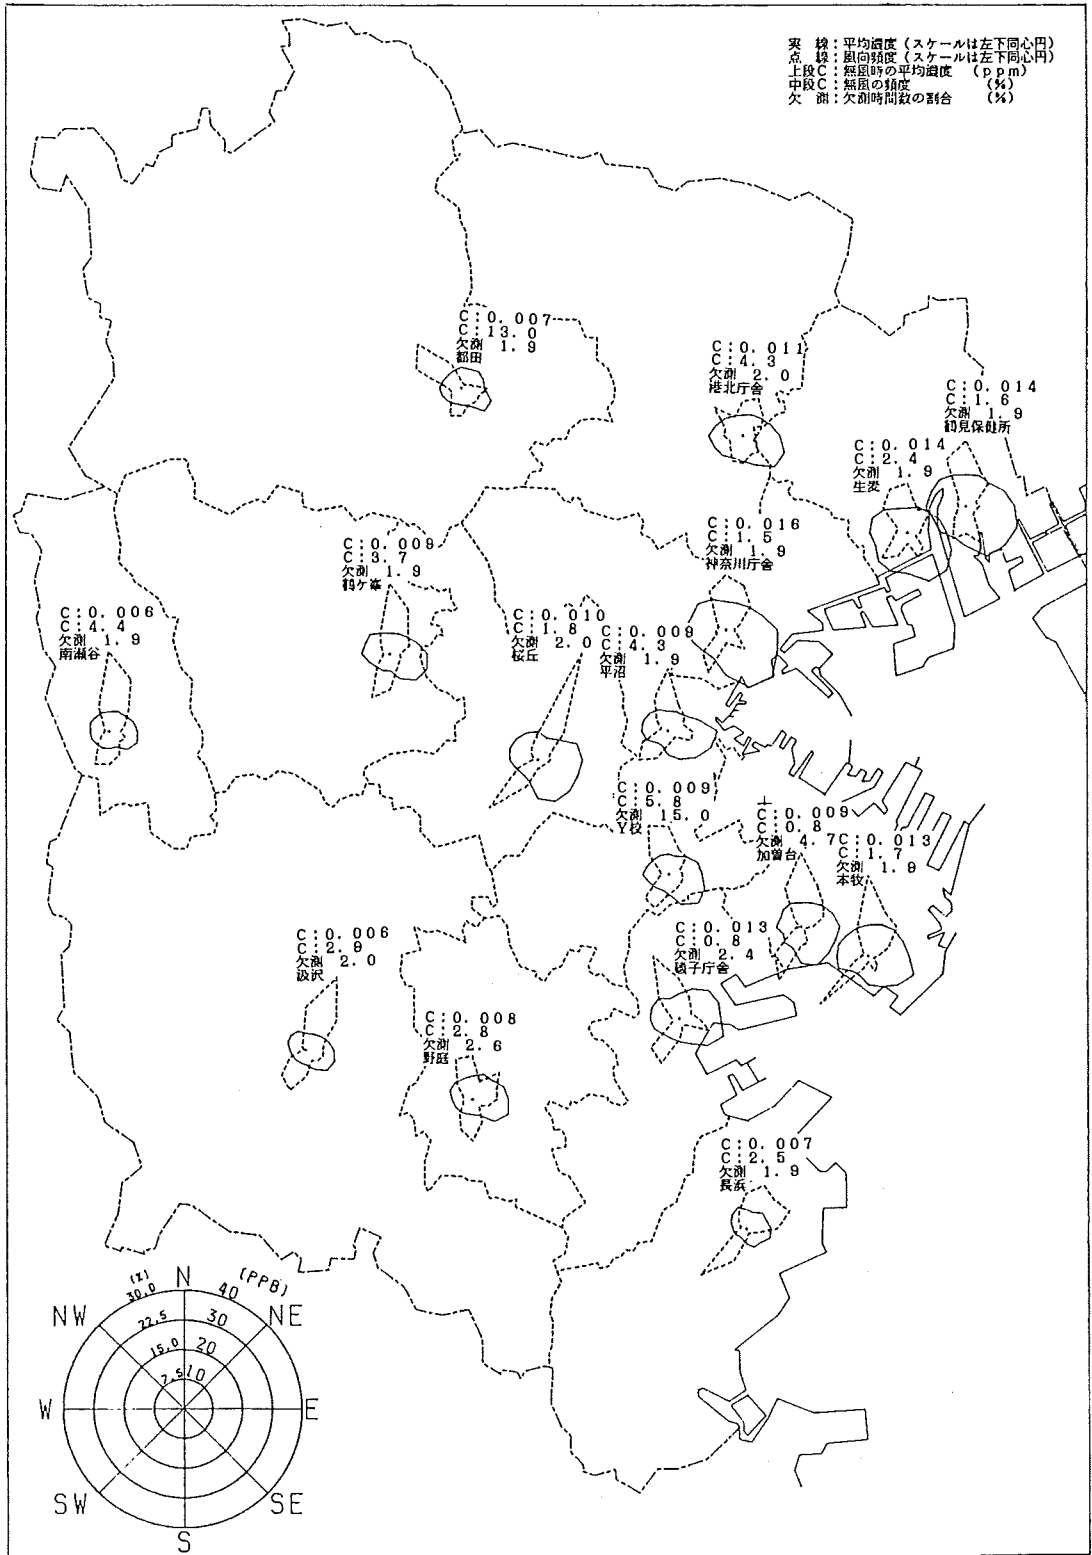 実 線：平均濃度（スケールは左下同心円）
点 線：風向頻度（スケールは左下同心円）
上段C：無風時の平均濃度 （ｐｐｍ）
中段C：無風の頻度 （％）
欠 測：欠測時間数の割合 （％）
C：0．007
C：13．0
欠測 1．9
都田
C：0．011
C：4．3
欠測 2．0
港北庁舎
C：0．014
C：1．6
欠測 1．9
鶴見保健所
C：0．014
C：2．4
欠測 1．9
生麦
C：0．016
C：1．5
欠測 1．9
神奈川庁舎
C：0．009
C：3．7
欠測 1．9
鶴ケ峯
C：0．006
C：4．4
欠測 1．9
南瀬谷
C：0．010
C：1．8
欠測 2．0
桜丘
C：0．009
C：4．3
欠測 1．9
平沼
C：0．009
C：5．8
欠測 15．0
Y校
C：0．009
C：0．8
欠測 4．7
加曽台
C：0．013
C：1．7
欠測 1．9
本牧
C：0．013
C：0．8
欠測 2．4
磯子庁舎
C：0．006
C：2．9
欠測 2．0
汲沢
C：0．008
C：2．8
欠測 2．6
野庭
C：0．007
C：2．5
欠測 1．9
長浜
(%) N (PPB)
30.0 40
NW 22.5 30 NE
15.0 20
7.5 10
W E
SW SE
S